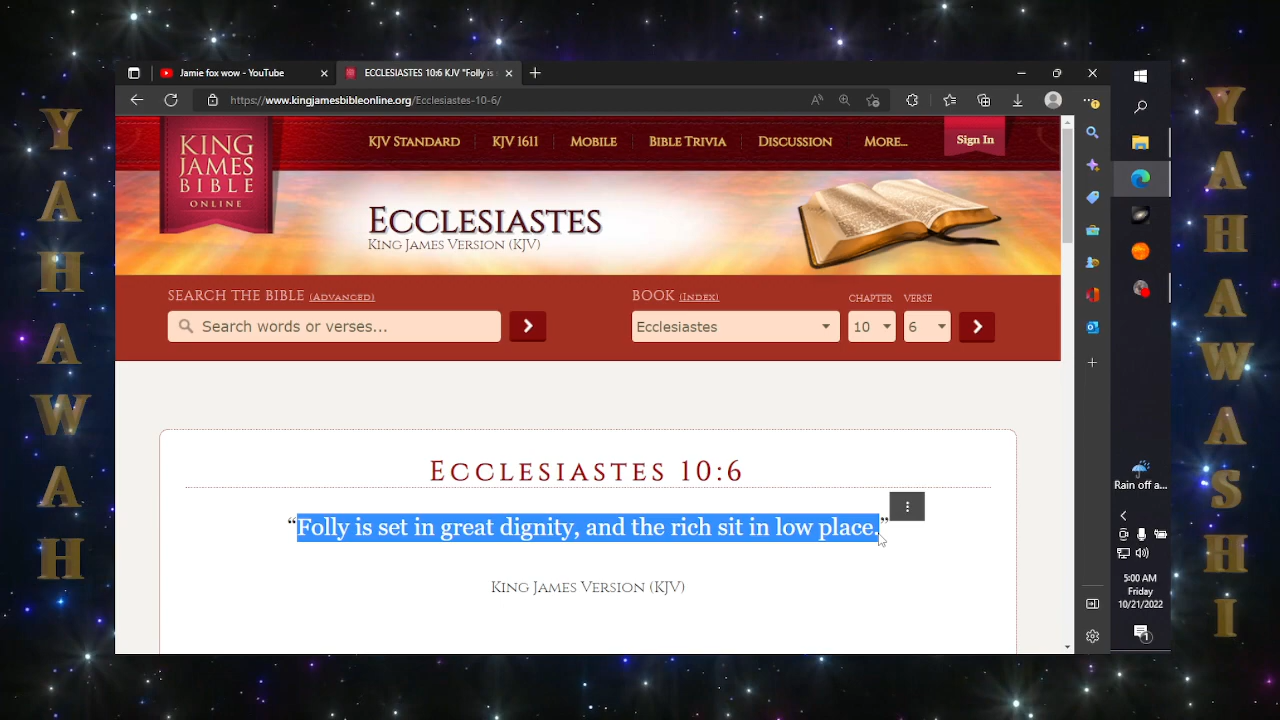 YAHAWAH
Jamie fox wow - YouTube
ECCLESIASTES 10:6 KJV "Folly is
https://www.kingjamesbibleonline.org/Ecclesiastes-10-6/
KING
JAMES
BIBLE
ONLINE
KJV STANDARD
KJV 1611
MOBILE
BIBLE TRIVIA
DISCUSSION
MORE...
Sign In
ECCLESIASTES
KING JAMES VERSION (KJV)
SEARCH THE BIBLE (ADVANCED)
Search words or verses...
BOOK (INDEX)
CHAPTER
VERSE
Ecclesiastes
10
6
ECCLESIASTES 10:6
“Folly is set in great dignity, and the rich sit in low place.”
KING JAMES VERSION (KJV)
Rain off a...
5:00 AM
Friday
10/21/2022
1
YAHAWASHI